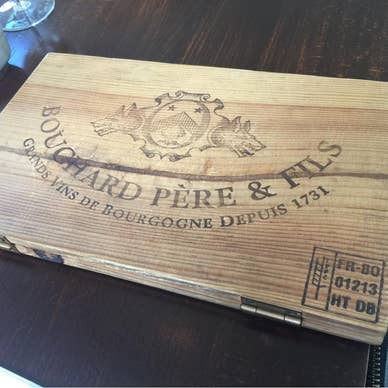 BOUCHARD PÈRE & FILS
GRANDS VINS DE BOURGOGNE DEPUIS 1731
FR-BO
01213
HT DB